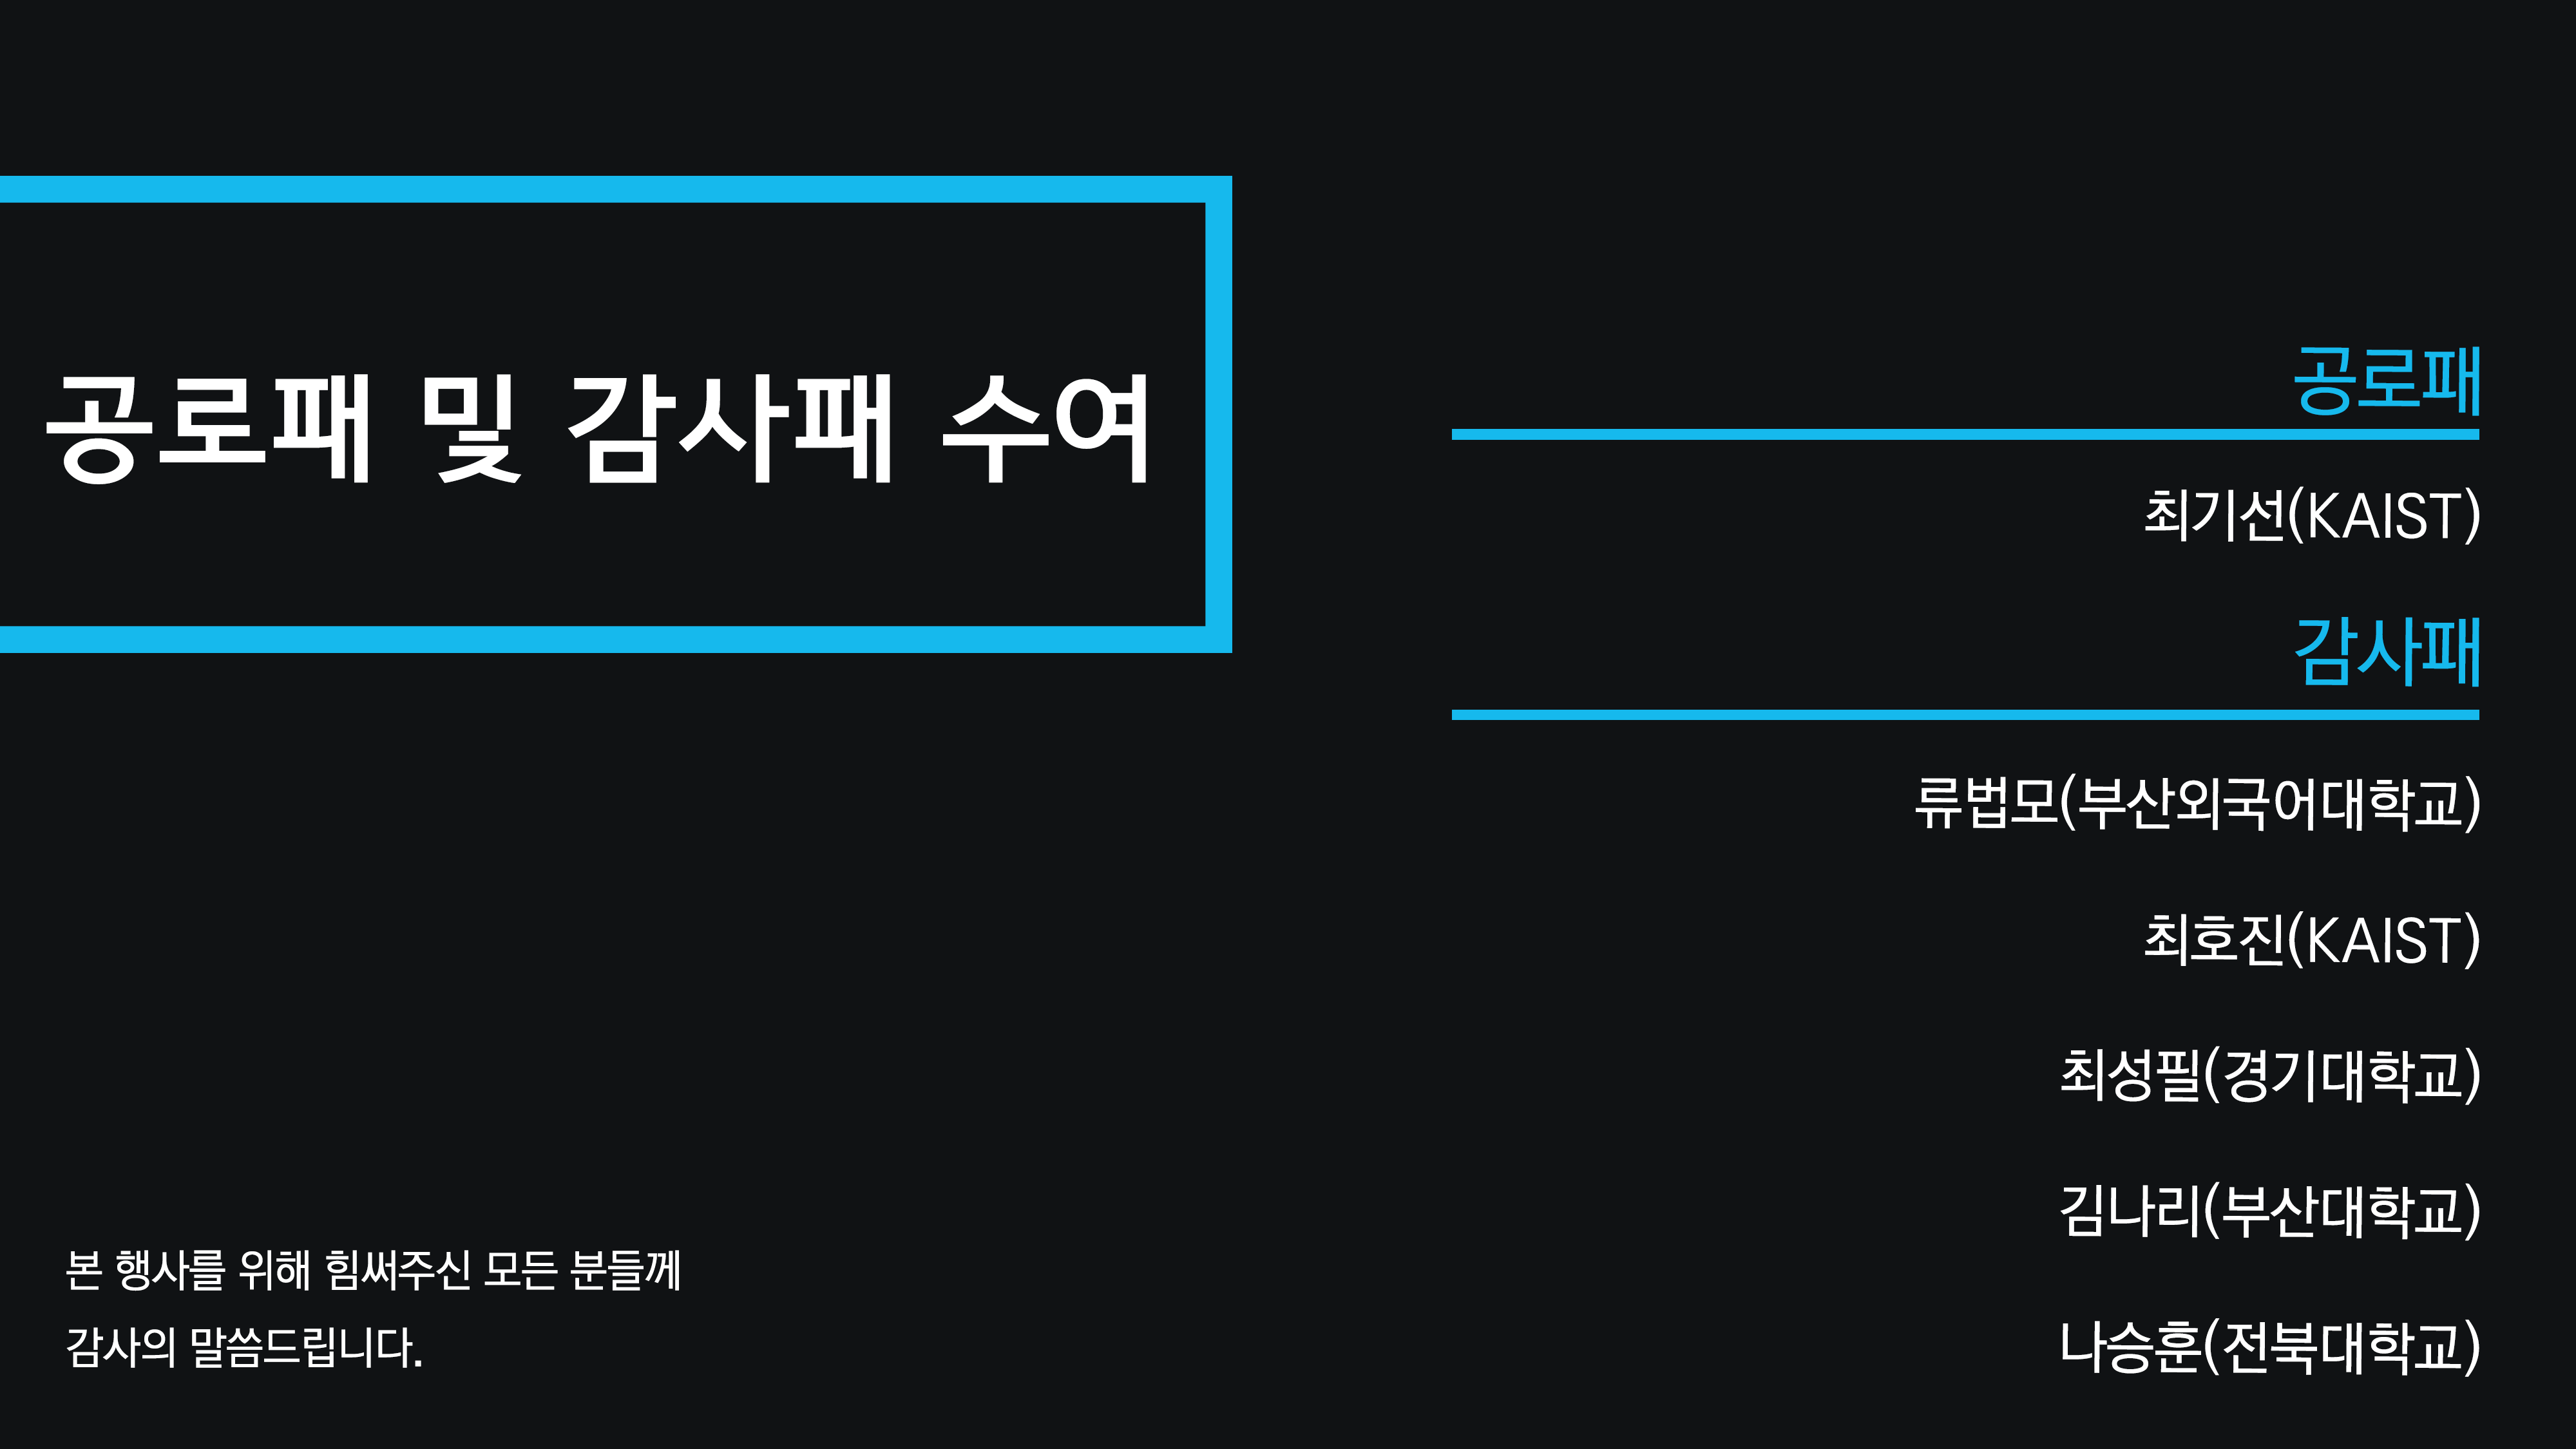 공로패 및 감사패 수여
본 행사를 위해 힘써주신 모든 분들께
감사의 말씀드립니다.
공로패
최기선(KAIST)
감사패
류법모(부산외국어대학교)
최호진(KAIST)
최성필(경기대학교)
김나리(부산대학교)
나승훈(전북대학교)